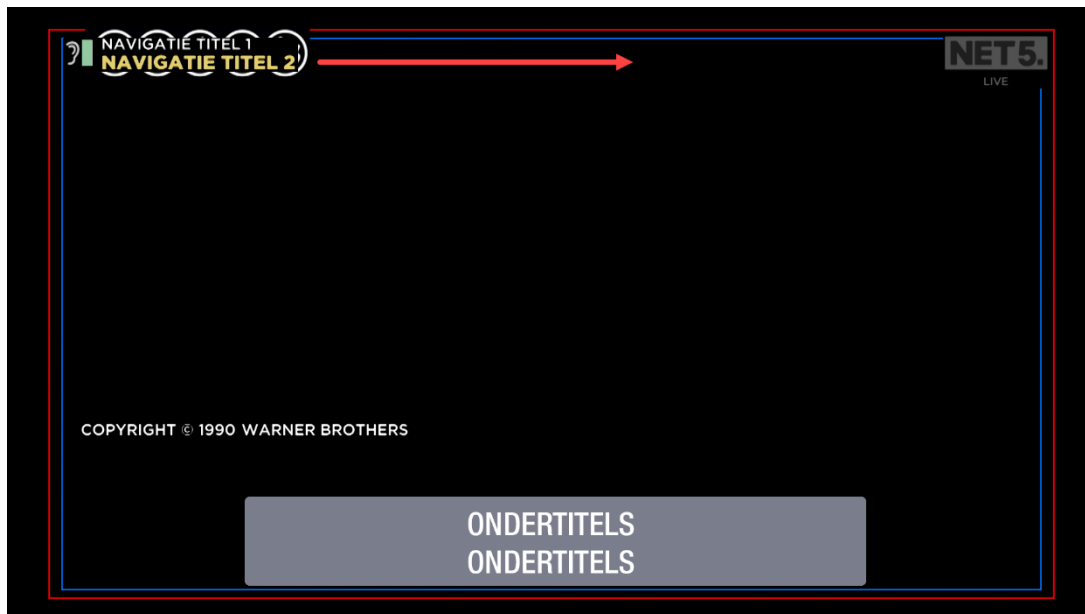 NAVIGATIE TITEL 1
NAVIGATIE TITEL 2
NET5.
LIVE
COPYRIGHT © 1990 WARNER BROTHERS
ONDERTITELS
ONDERTITELS